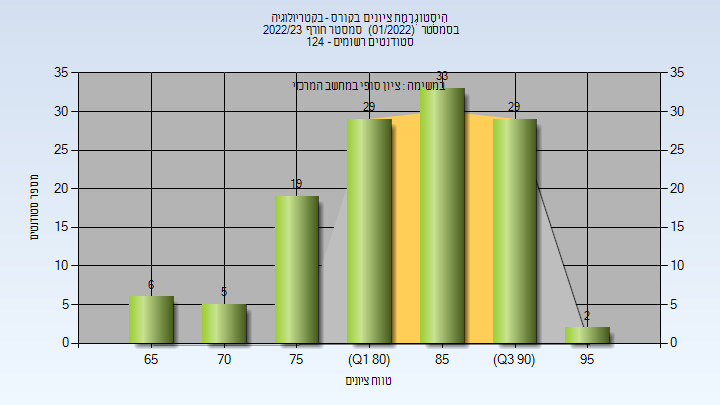 היסטוגרמת ציונים בקורס - בקטריולוגיה
בסמסטר (01/2022) סמסטר חורף 2022/23
סטודנטים רשומים - 124
במשימה : ציון סופי במחשב המרכזי
35 35
30 30
25 25
20 20
15 15
10 10
5 5
0 0
מספר סטודנטים
6 5 19 29 33 29 2
65 70 75 (Q1 80) 85 (Q3 90) 95
טווח ציונים